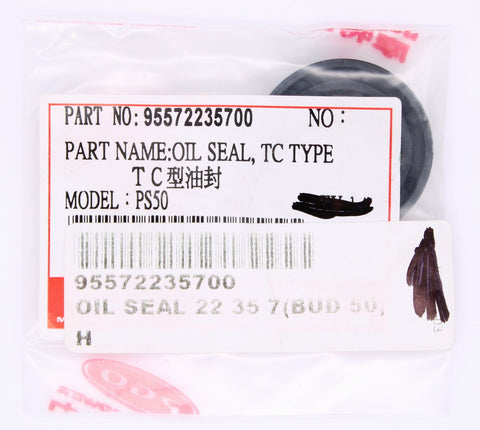 PART NO: 95572235700 NO:
PART NAME:OIL SEAL, TC TYPE
TC型油封
MODEL: PS50
95572235700
OIL SEAL 22 35 7(BUD 50,
H